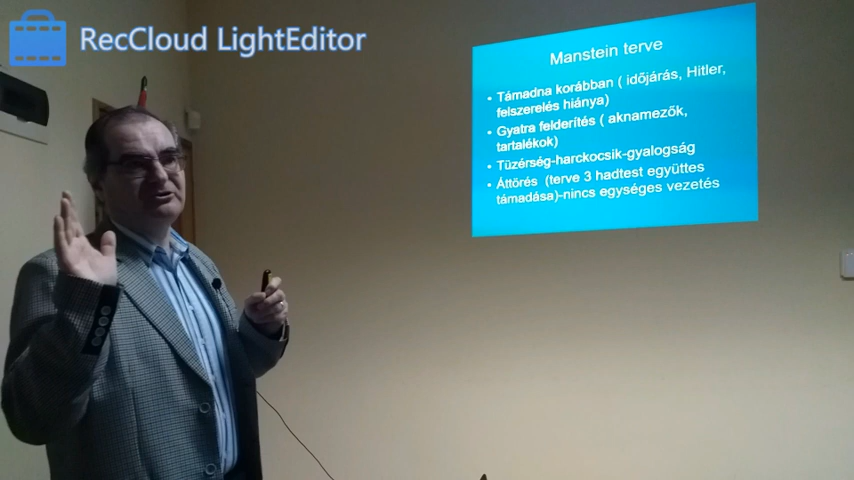 RecCloud LightEditor
Manstein terve
• Támadna korábban ( időjárás, Hitler,
felszerelés hiánya)
• Gyatra felderítés ( aknamezők,
tartalékok)
• Tüzérség-harckocsik-gyalogság
• Áttörés (terve 3 hadtest együttes
támadása)-nincs egységes vezetés